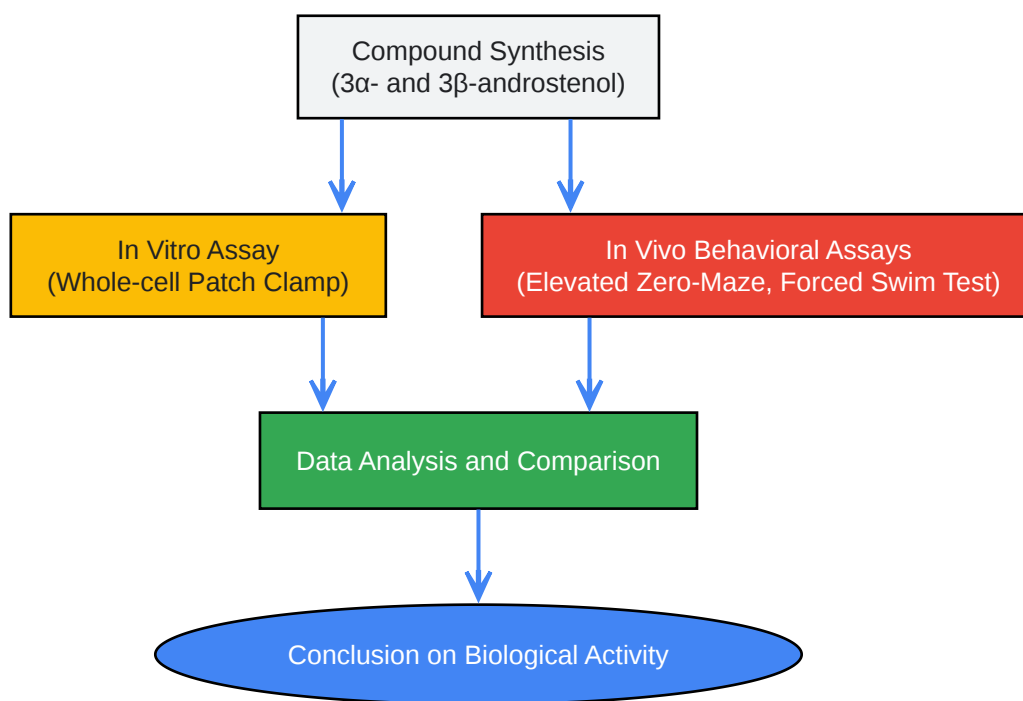 Compound Synthesis
(3α- and 3β-androstenol)
In Vitro Assay
(Whole-cell Patch Clamp)
In Vivo Behavioral Assays
(Elevated Zero-Maze, Forced Swim Test)
Data Analysis and Comparison
Conclusion on Biological Activity